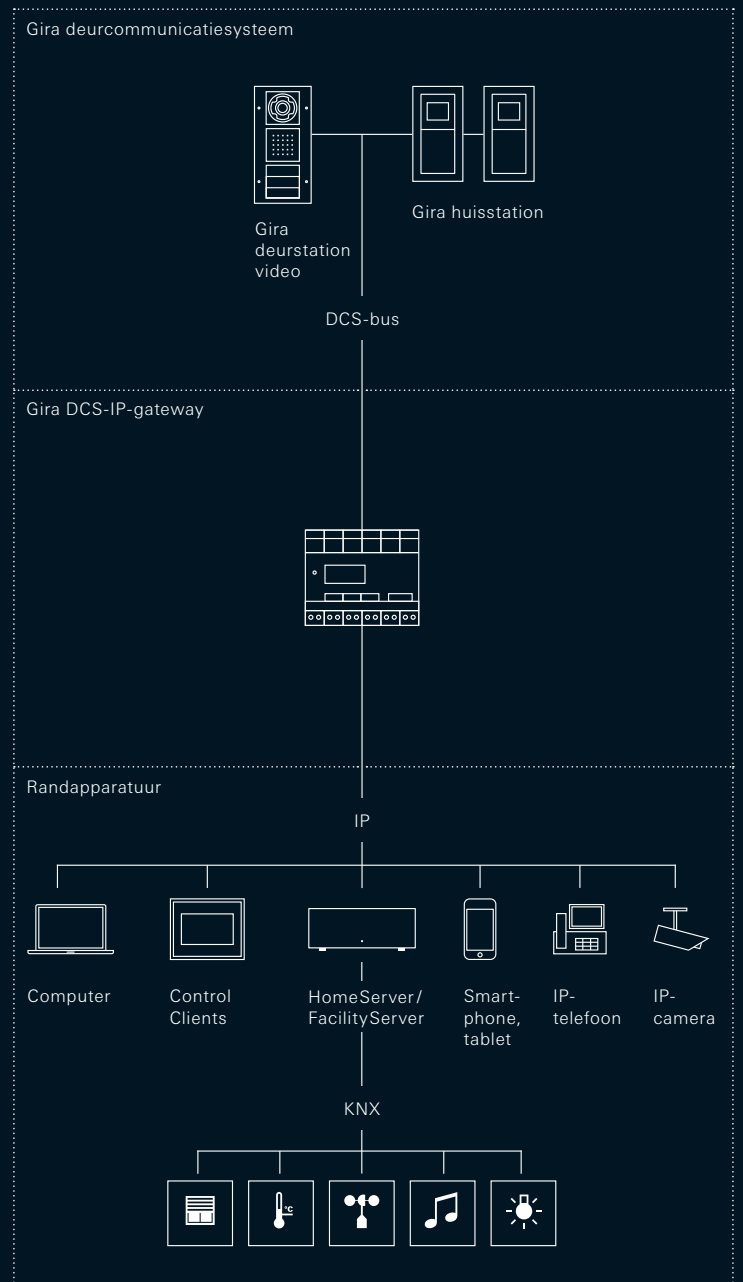 Gira deurcommunicatiesysteem
Gira
deurstation
video
Gira huisstation
DCS-bus
Gira DCS-IP-gateway
Randapparatuur
IP
Computer
Control
Clients
HomeServer/
FacilityServer
Smart-
phone,
tablet
IP-
telefoon
IP-
camera
KNX
°C